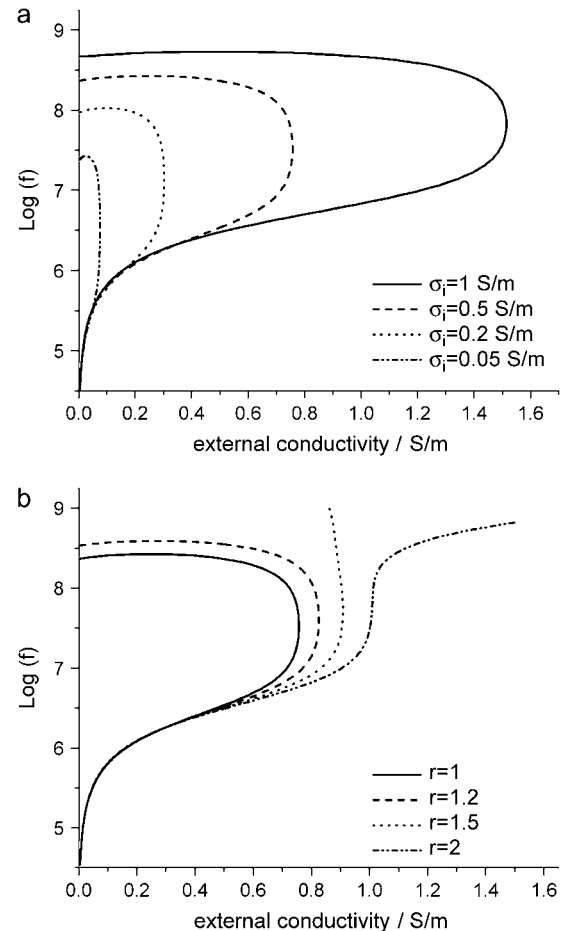 a
9
8
7
6
5
Log (f)
σi=1 S/m
σi=0.5 S/m
σi=0.2 S/m
σi=0.05 S/m
0.0 0.2 0.4 0.6 0.8 1.0 1.2 1.4 1.6
external conductivity / S/m
b
9
8
7
6
5
Log (f)
r=1
r=1.2
r=1.5
r=2
0.0 0.2 0.4 0.6 0.8 1.0 1.2 1.4 1.6
external conductivity / S/m